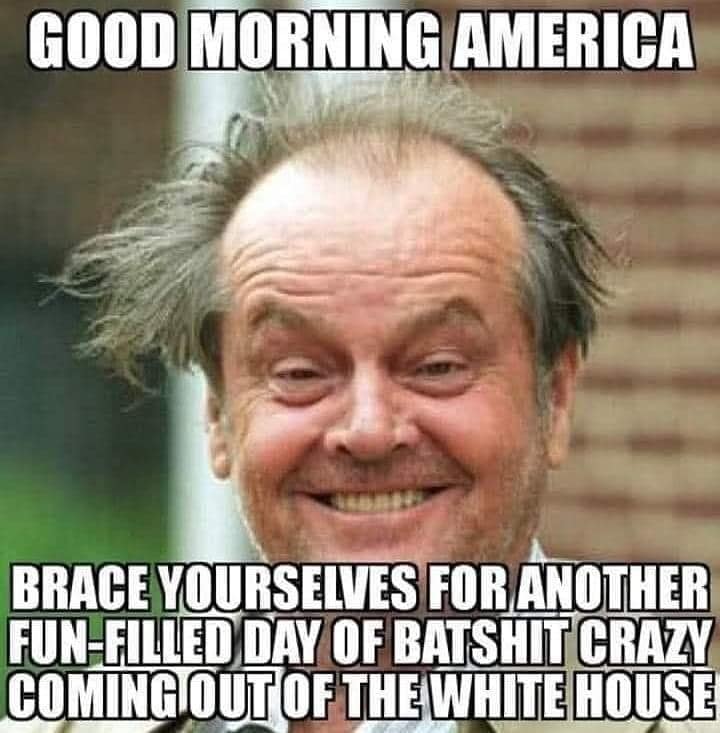 GOOD MORNING AMERICA
BRACE YOURSELVES FOR ANOTHER
FUN-FILLED DAY OF BATSHIT CRAZY
COMING OUT OF THE WHITE HOUSE